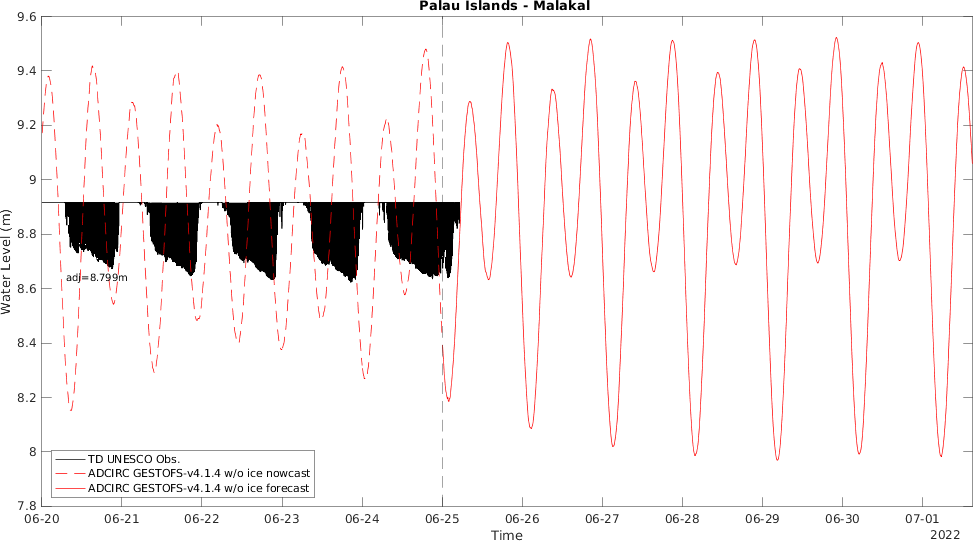 Palau Islands - Malakal
9.6
9.4
9.2
9
8.8
8.6
8.4
8.2
8
7.8
Water Level (m)
adj=8.799m
TD UNESCO Obs.
ADCIRC GESTOFS-v4.1.4 w/o ice nowcast
ADCIRC GESTOFS-v4.1.4 w/o ice forecast
06-20 06-21 06-22 06-23 06-24 06-25 06-26 06-27 06-28 06-29 06-30 07-01
2022
Time